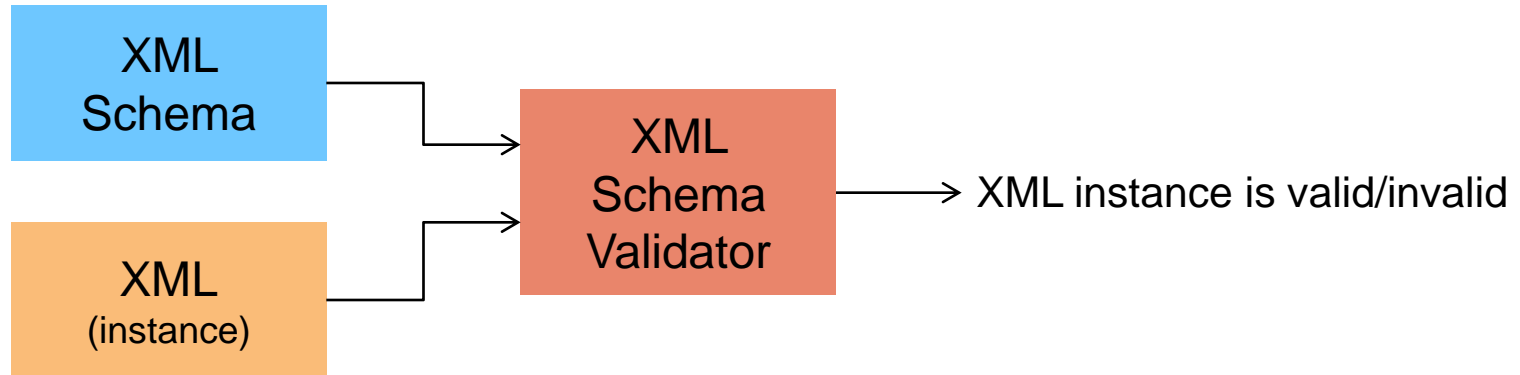 XML
Schema
XML
(instance)
XML
Schema
Validator
XML instance is valid/invalid